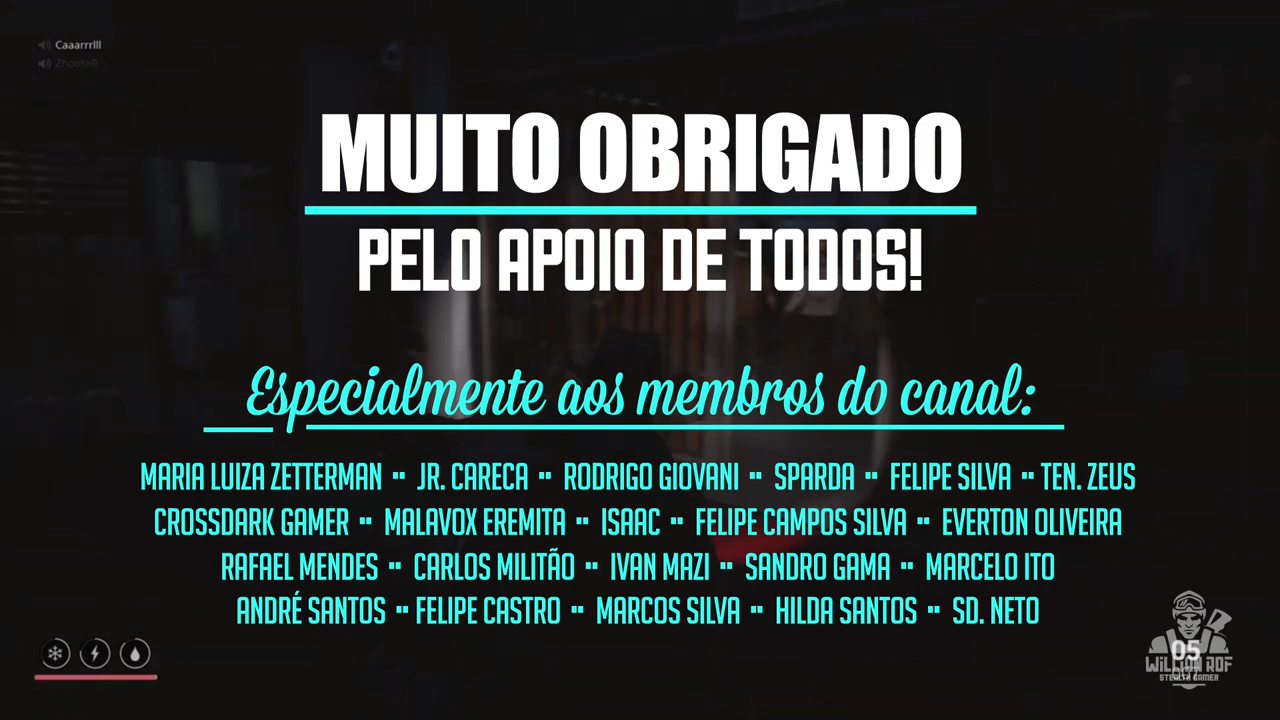 Caaarrrlll
ZhooteR
MUITO OBRIGADO
PELO APOIO DE TODOS!
Especialmente aos membros do canal:
MARIA LUIZA ZETTERMAN ·· JR. CARECA ·· RODRIGO GIOVANI ·· SPARDA ·· FELIPE SILVA ·· TEN. ZEUS
CROSSDARK GAMER ·· MALAVOX EREMITA ·· ISAAC ·· FELIPE CAMPOS SILVA ·· EVERTON OLIVEIRA
RAFAEL MENDES ·· CARLOS MILITÃO ·· IVAN MAZI ·· SANDRO GAMA ·· MARCELO ITO
ANDRÉ SANTOS ·· FELIPE CASTRO ·· MARCOS SILVA ·· HILDA SANTOS ·· SD. NETO
05
WILLIAN ROF
STEALTH GAMER